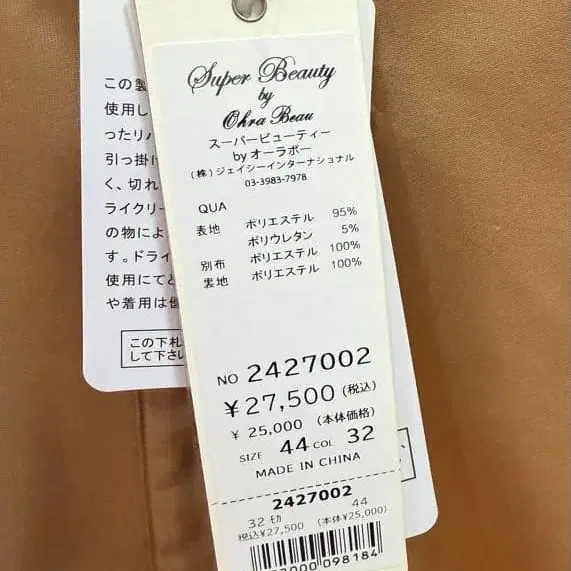 Super Beauty
by
Ohra Beau
スーパービューティー
by オーラボー
(株)ジェイシーインターナショナル
03-3983-7978
QUA
表地 ポリエステル 95%
ポリウレタン 5%
別布 ポリエステル 100%
裏地 ポリエステル 100%
NO 2427002
¥27,500 (税込)
¥ 25,000 (本体価格)
SIZE 44 COL 32
MADE IN CHINA
2427002
32 ﾓｶ 44
税込¥27,500 (本体¥25,000)
000 098184
この製
使用し
ったリバ
引っ掛け
く、切れ
ライクリー
の物によ
す。ドライ
使用にてと
や着用は
この下札
して下さい